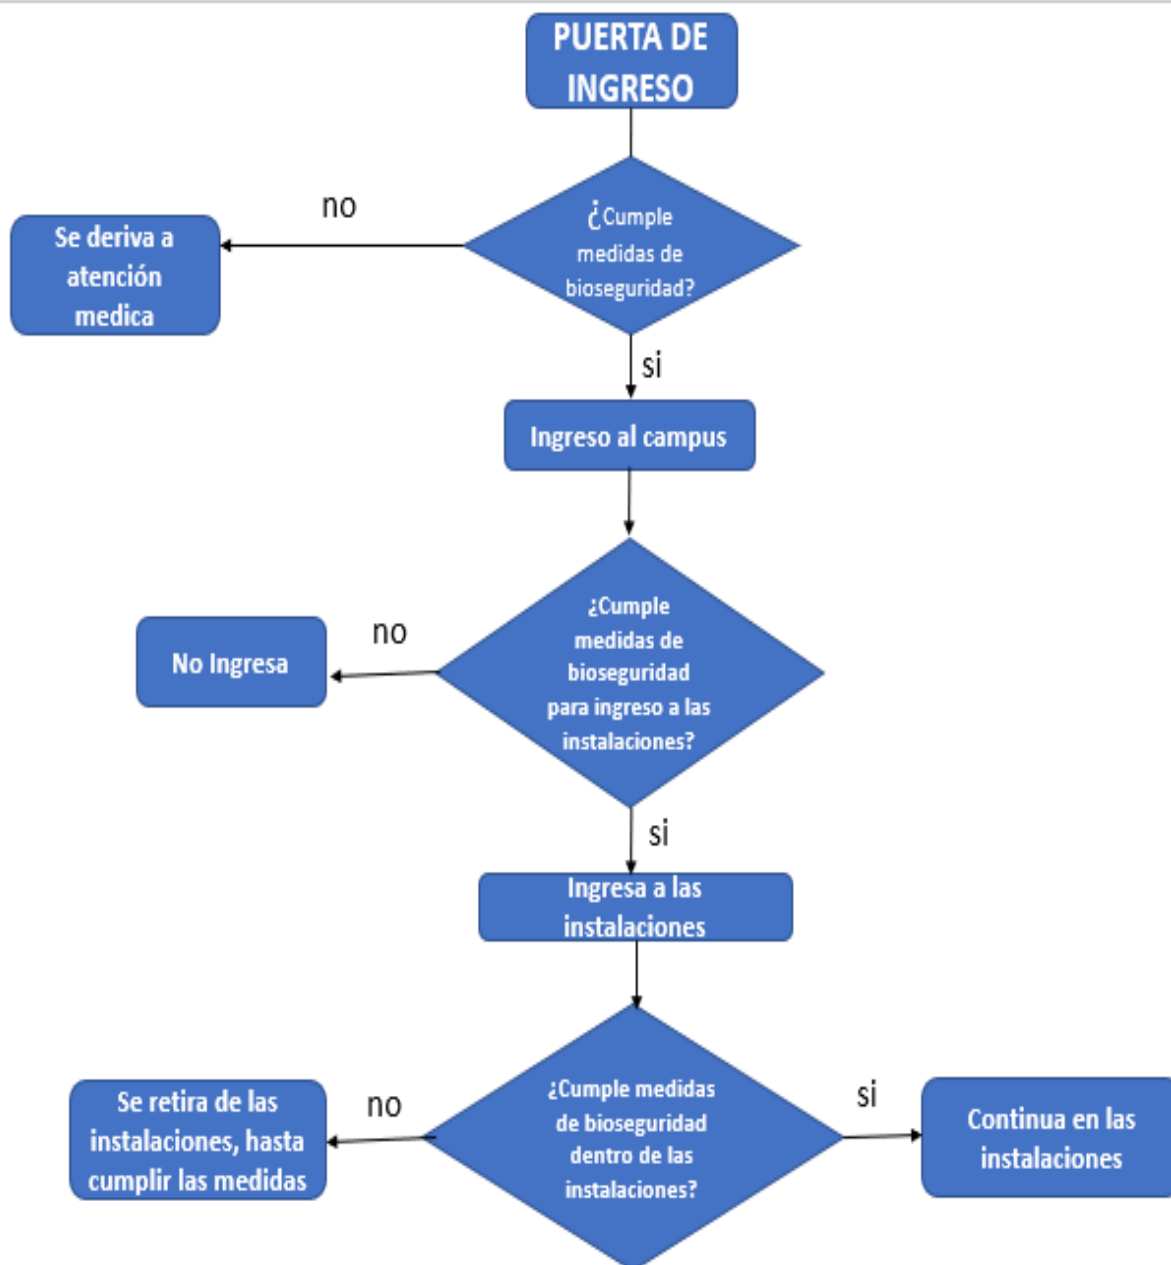 PUERTA DE
INGRESO
¿Cumple
medidas de
bioseguridad?
no
Se deriva a
atención
medica
si
Ingreso al campus
¿Cumple
medidas de
bioseguridad
para ingreso a las
instalaciones?
no
No Ingresa
si
Ingresa a las
instalaciones
¿Cumple medidas
de bioseguridad
dentro de las
instalaciones?
no
Se retira de las
instalaciones, hasta
cumplir las medidas
si
Continua en las
instalaciones